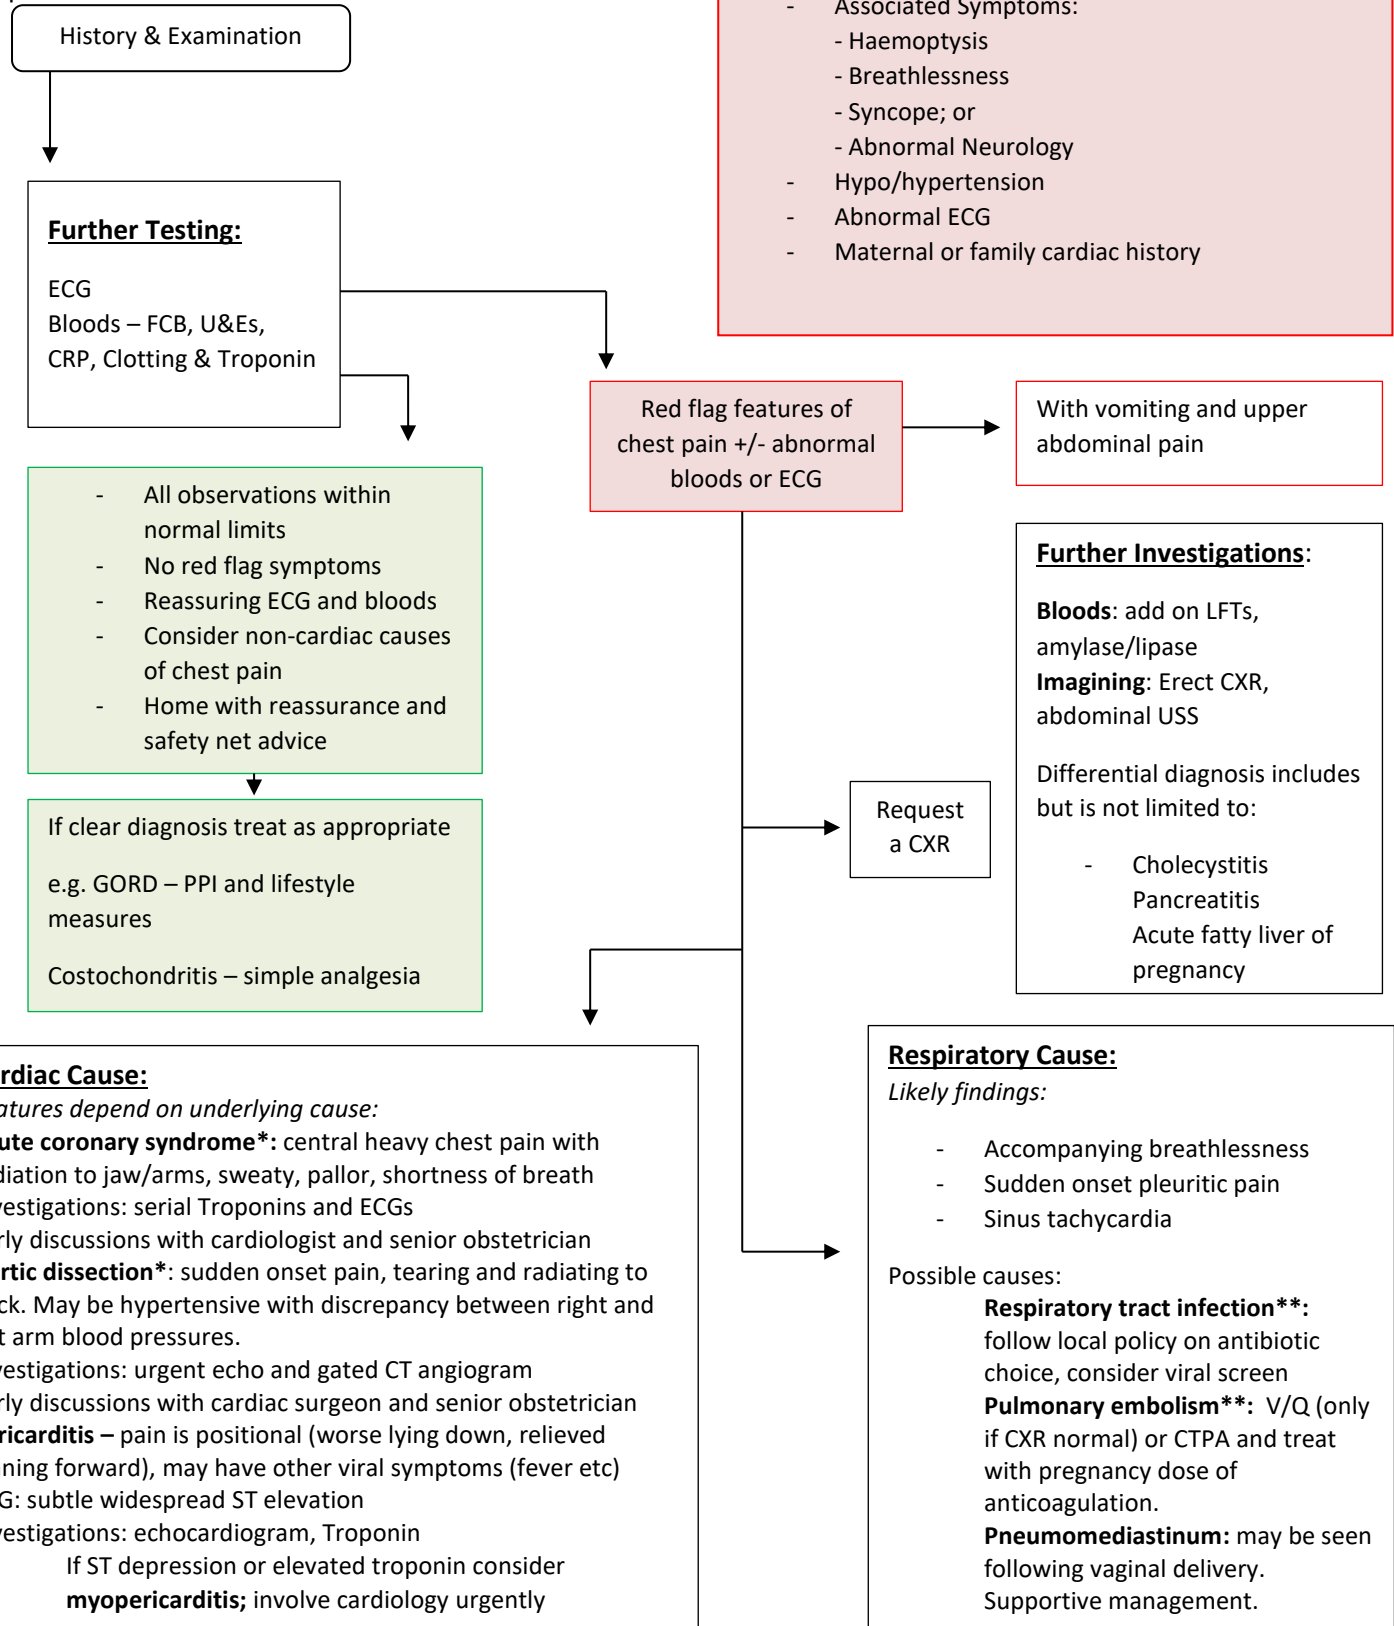 History & Examination
- Associated Symptoms:
- Haemoptysis
- Breathlessness
- Syncope; or
- Abnormal Neurology
- Hypo/hypertension
- Abnormal ECG
- Maternal or family cardiac history
Further Testing:
ECG
Bloods – FCB, U&Es,
CRP, Clotting & Troponin
Red flag features of
chest pain +/- abnormal
bloods or ECG
With vomiting and upper
abdominal pain
- All observations within
normal limits
- No red flag symptoms
- Reassuring ECG and bloods
- Consider non-cardiac causes
of chest pain
- Home with reassurance and
safety net advice
Further Investigations:
Bloods: add on LFTs,
amylase/lipase
Imagining: Erect CXR,
abdominal USS
Differential diagnosis includes
but is not limited to:
- Cholecystitis
Pancreatitis
Acute fatty liver of
pregnancy
Request
a CXR
If clear diagnosis treat as appropriate
e.g. GORD – PPI and lifestyle
measures
Costochondritis – simple analgesia
rdiac Cause:
atures depend on underlying cause:
ute coronary syndrome*: central heavy chest pain with
diation to jaw/arms, sweaty, pallor, shortness of breath
vestigations: serial Troponins and ECGs
rly discussions with cardiologist and senior obstetrician
rtic dissection*: sudden onset pain, tearing and radiating to
ck. May be hypertensive with discrepancy between right and
t arm blood pressures.
vestigations: urgent echo and gated CT angiogram
rly discussions with cardiac surgeon and senior obstetrician
ricarditis – pain is positional (worse lying down, relieved
nning forward), may have other viral symptoms (fever etc)
G: subtle widespread ST elevation
vestigations: echocardiogram, Troponin
If ST depression or elevated troponin consider
myopericarditis; involve cardiology urgently
Respiratory Cause:
Likely findings:
- Accompanying breathlessness
- Sudden onset pleuritic pain
- Sinus tachycardia
Possible causes:
Respiratory tract infection**:
follow local policy on antibiotic
choice, consider viral screen
Pulmonary embolism**: V/Q (only
if CXR normal) or CTPA and treat
with pregnancy dose of
anticoagulation.
Pneumomediastinum: may be seen
following vaginal delivery.
Supportive management.